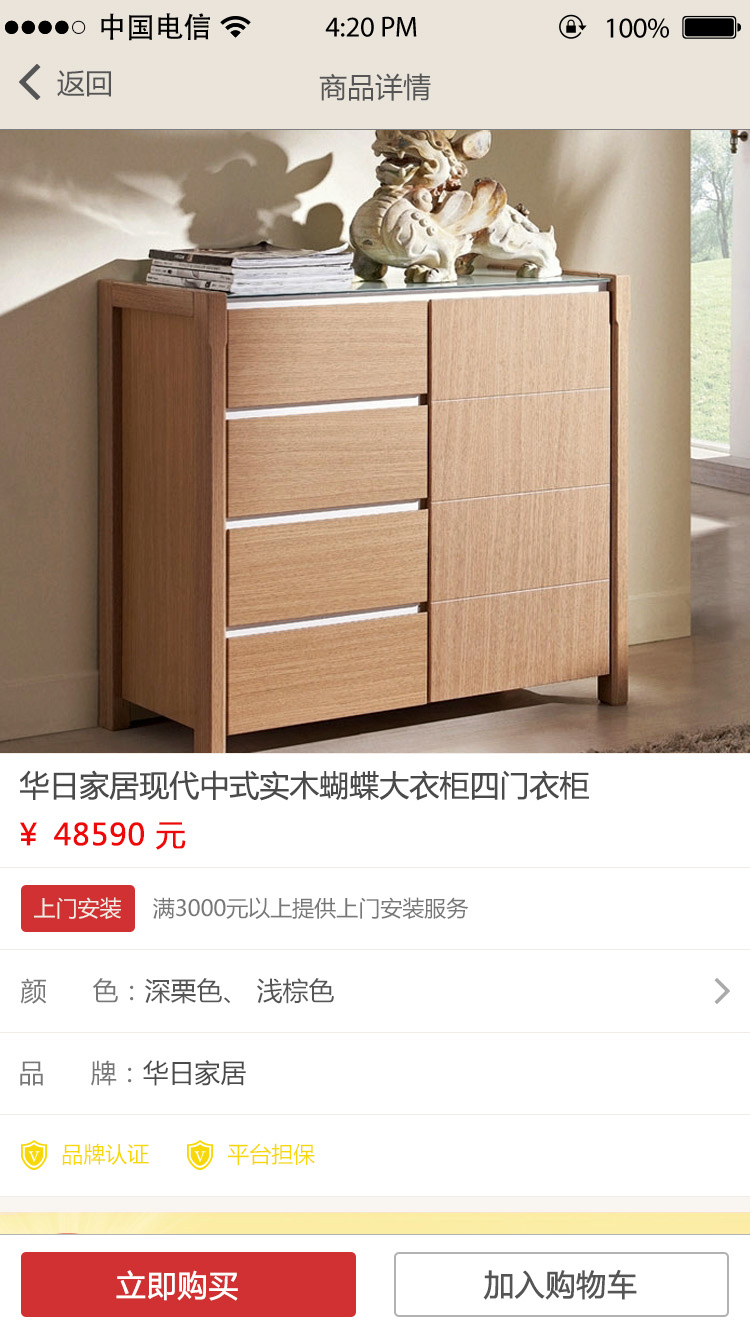 中国电信 4:20 PM 100%
返回 商品详情
华日家居现代中式实木蝴蝶大衣柜四门衣柜
¥ 48590 元
上门安装 满3000元以上提供上门安装服务
颜 色：深栗色、 浅棕色
品 牌：华日家居
V 品牌认证 V 平台担保
立即购买 加入购物车